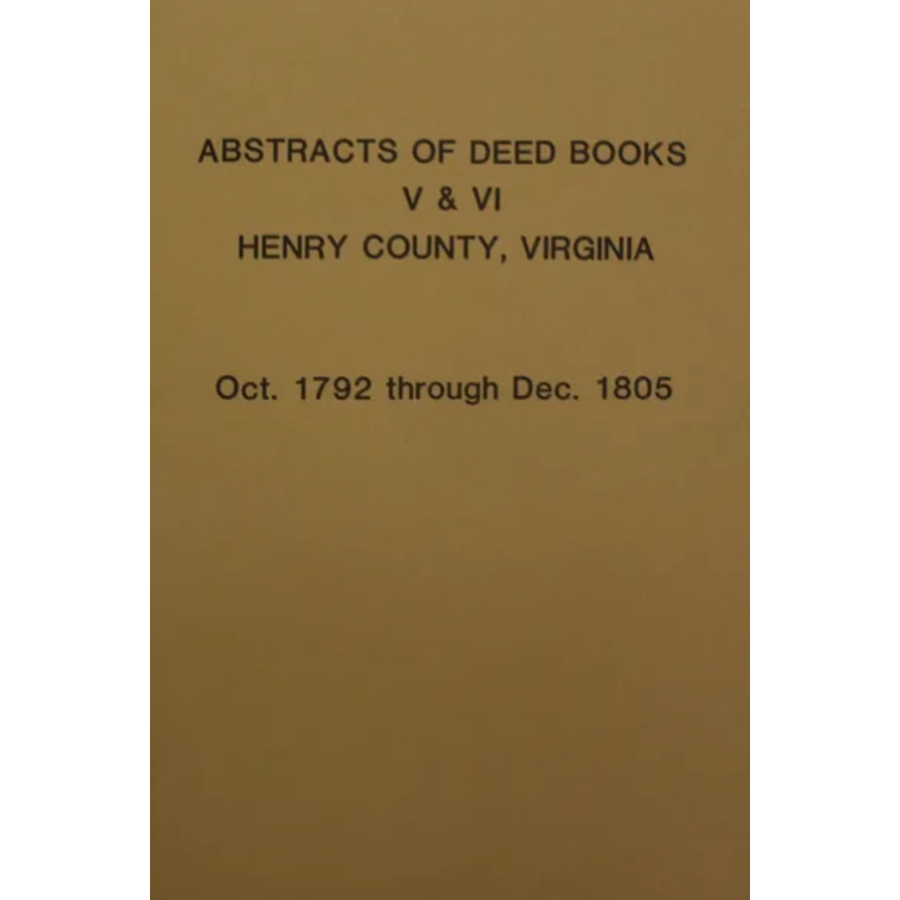 ABSTRACTS OF DEED BOOKS
V & VI
HENRY COUNTY, VIRGINIA
Oct. 1792 through Dec. 1805